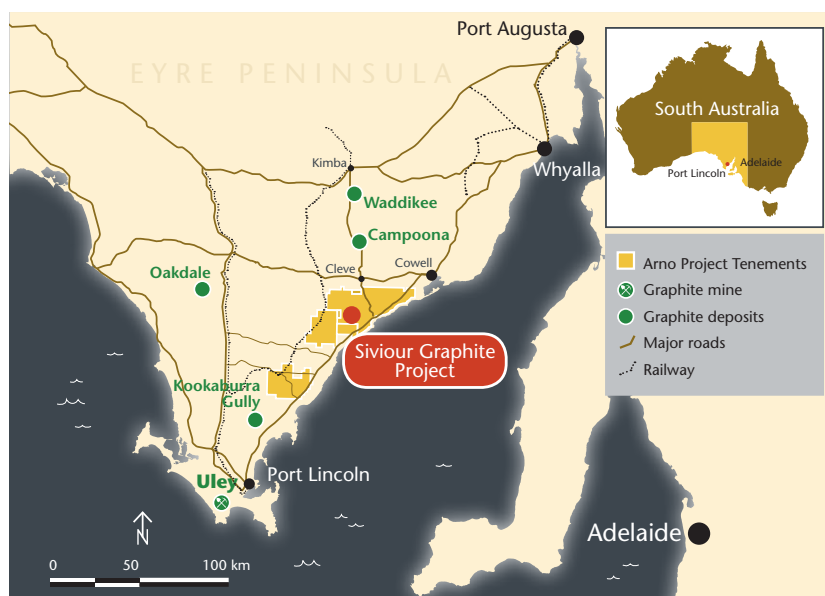 Port Augusta
EYRE PENINSULA
South Australia
Adelaide
Port Lincoln
Kimba
Whyalla
Waddikee
Campoona
Cleve
Cowell
Oakdale
Arno Project Tenements
Graphite mine
Graphite deposits
Major roads
Railway
Siviour Graphite
Project
Kookaburra
Gully
Uley
Port Lincoln
Adelaide
N
0 50 100 km